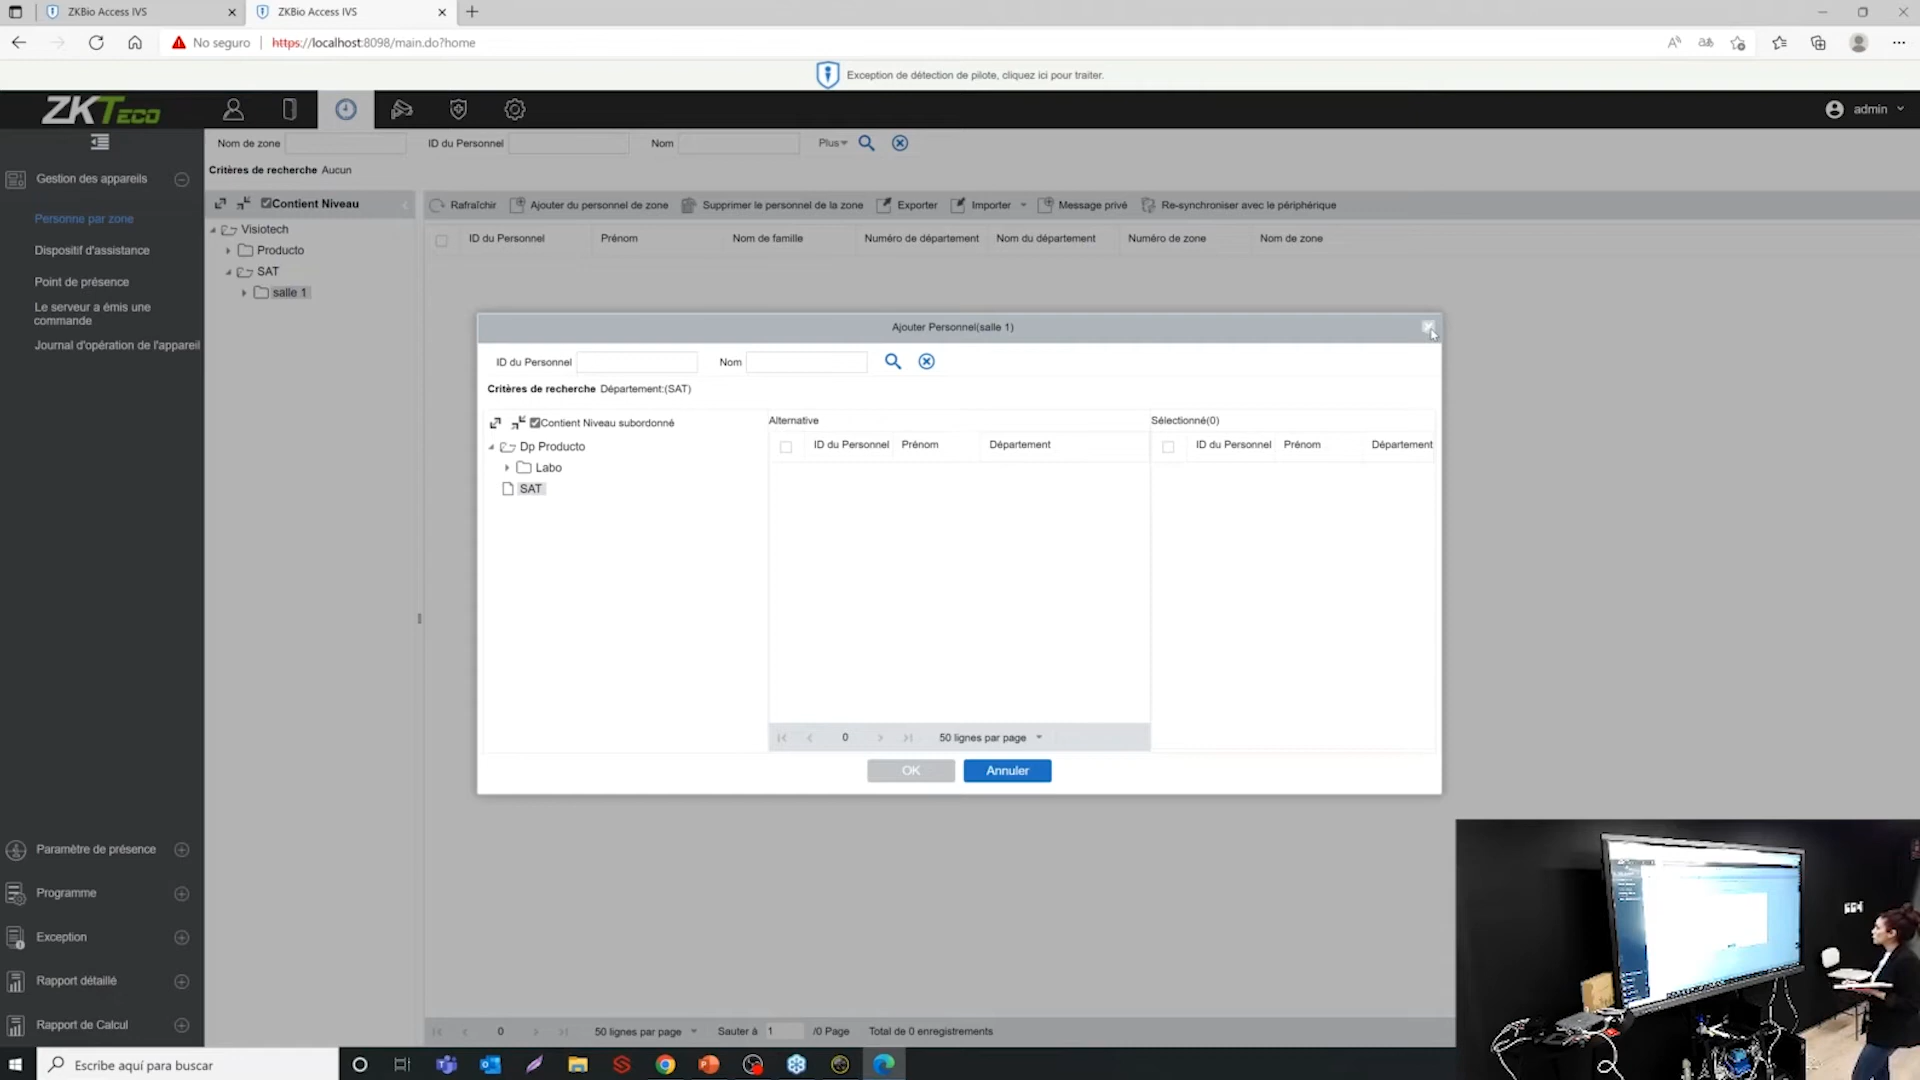 ZKBio Access IVS
ZKBio Access IVS
No seguro
https://localhost:8098/main.do?home
Exception de détection de pilote, cliquez ici pour traiter.
ZKTeco
admin
Nom de zone
ID du Personnel
Nom
Plus
Critères de recherche Aucun
Gestion des appareils
Personne par zone
Dispositif d'assistance
Point de présence
Le serveur a émis une
commande
Journal d'opération de l'appareil
Contient Niveau
Visiotech
Producto
SAT
salle 1
Rafraîchir
Ajouter du personnel de zone
Supprimer le personnel de la zone
Exporter
Importer
Message privé
Re-synchroniser avec le périphérique
ID du Personnel
Prénom
Nom de famille
Numéro de département
Nom du département
Numéro de zone
Nom de zone
Ajouter Personnel(salle 1)
ID du Personnel
Nom
Critères de recherche Département:(SAT)
Contient Niveau subordonné
Dp Producto
Labo
SAT
Alternative
ID du Personnel
Prénom
Département
Sélectionné(0)
ID du Personnel
Prénom
Département
0
50 lignes par page
OK
Annuler
Paramètre de présence
Programme
Exception
Rapport détaillé
Rapport de Calcul
0
50 lignes par page
Sauter à
1
/0 Page
Total de 0 enregistrements
Escribe aquí para buscar